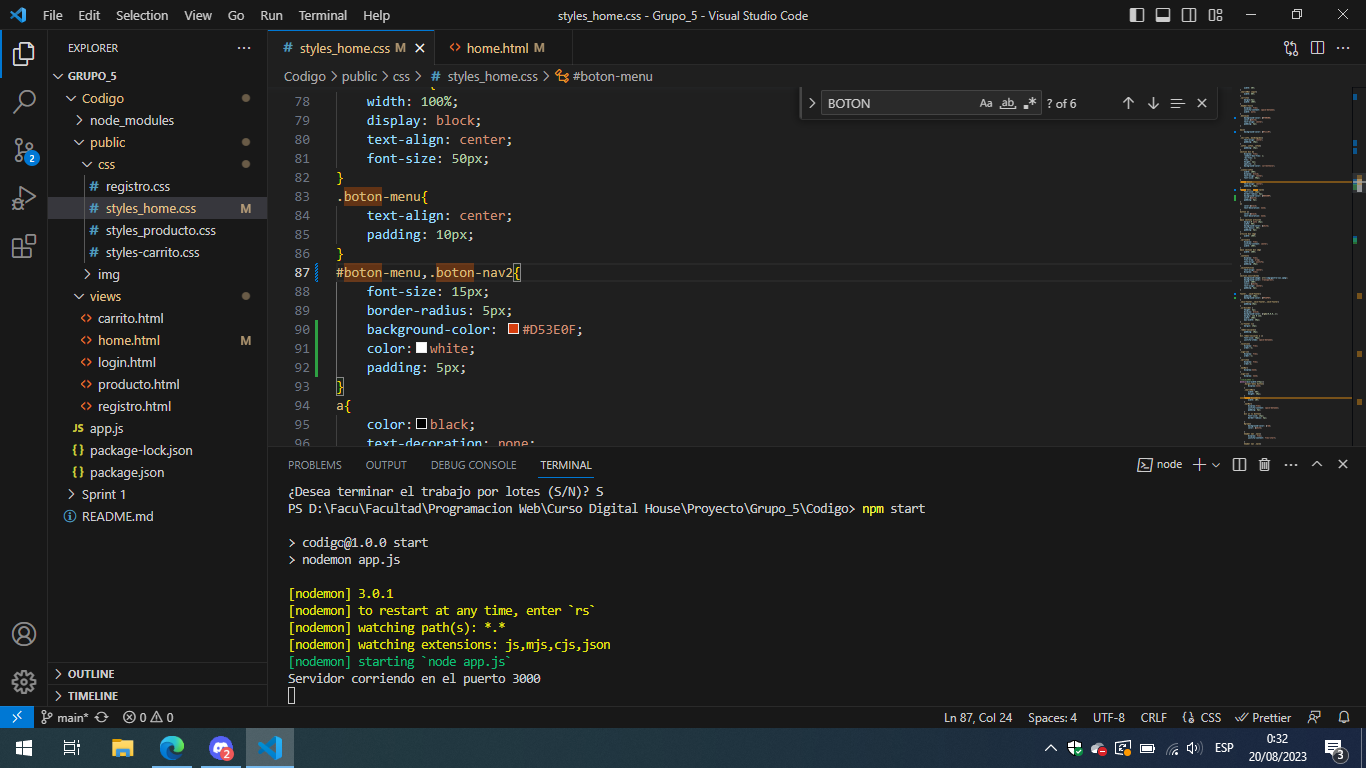 File Edit Selection View Go Run Terminal Help
styles_home.css - Grupo_5 - Visual Studio Code
EXPLORER
GRUPO_5
Codigo
node_modules
public
css
registro.css
styles_home.css M
styles_producto.css
styles-carrito.css
img
views
carrito.html
home.html M
login.html
producto.html
registro.html
app.js
package-lock.json
package.json
Sprint 1
README.md
OUTLINE
TIMELINE
styles_home.css M
home.html M
Codigo > public > css > # styles_home.css > #boton-menu
BOTON
? of 6
78 width: 100%;
79 display: block;
80 text-align: center;
81 font-size: 50px;
82 }
83 .boton-menu{
84 text-align: center;
85 padding: 10px;
86 }
87 #boton-menu,.boton-nav2{
88 font-size: 15px;
89 border-radius: 5px;
90 background-color: #D53E0F;
91 color:white;
92 padding: 5px;
93 }
94 a{
95 color:black;
96 text-decoration: none;
PROBLEMS OUTPUT DEBUG CONSOLE TERMINAL
node
¿Desea terminar el trabajo por lotes (S/N)? S
PS D:\Facu\Facultad\Programacion Web\Curso Digital House\Proyecto\Grupo_5\Codigo> npm start
> codigo@1.0.0 start
> nodemon app.js
[nodemon] 3.0.1
[nodemon] to restart at any time, enter `rs`
[nodemon] watching path(s): *.*
[nodemon] watching extensions: js,mjs,cjs,json
[nodemon] starting `node app.js`
Servidor corriendo en el puerto 3000
main* 0 0
Ln 87, Col 24 Spaces: 4 UTF-8 CRLF CSS Prettier
ESP
0:32
20/08/2023
2
2
3